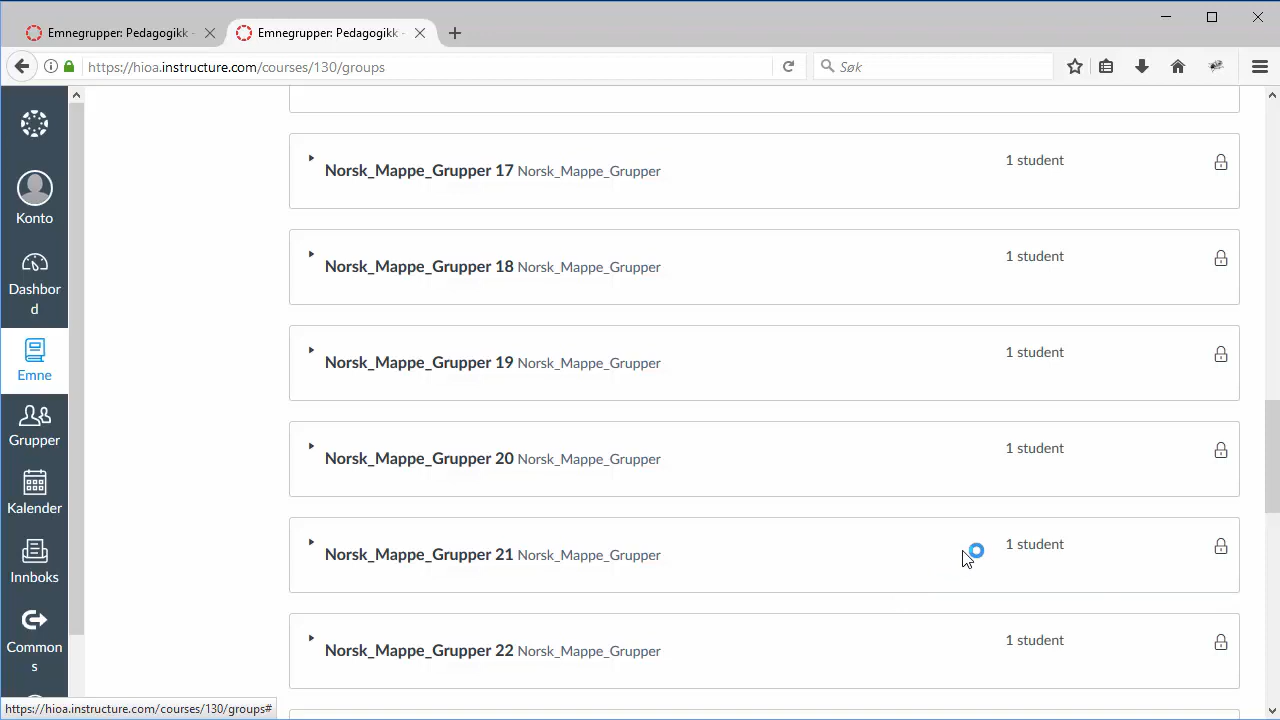 Emnegrupper: Pedagogikk -
Emnegrupper: Pedagogikk -
https://hioa.instructure.com/courses/130/groups
Søk
Konto
Dashbor
d
Emne
Grupper
Kalender
Innboks
Common
s
Norsk_Mappe_Grupper 17 Norsk_Mappe_Grupper 1 student
Norsk_Mappe_Grupper 18 Norsk_Mappe_Grupper 1 student
Norsk_Mappe_Grupper 19 Norsk_Mappe_Grupper 1 student
Norsk_Mappe_Grupper 20 Norsk_Mappe_Grupper 1 student
Norsk_Mappe_Grupper 21 Norsk_Mappe_Grupper 1 student
Norsk_Mappe_Grupper 22 Norsk_Mappe_Grupper 1 student
https://hioa.instructure.com/courses/130/groups#